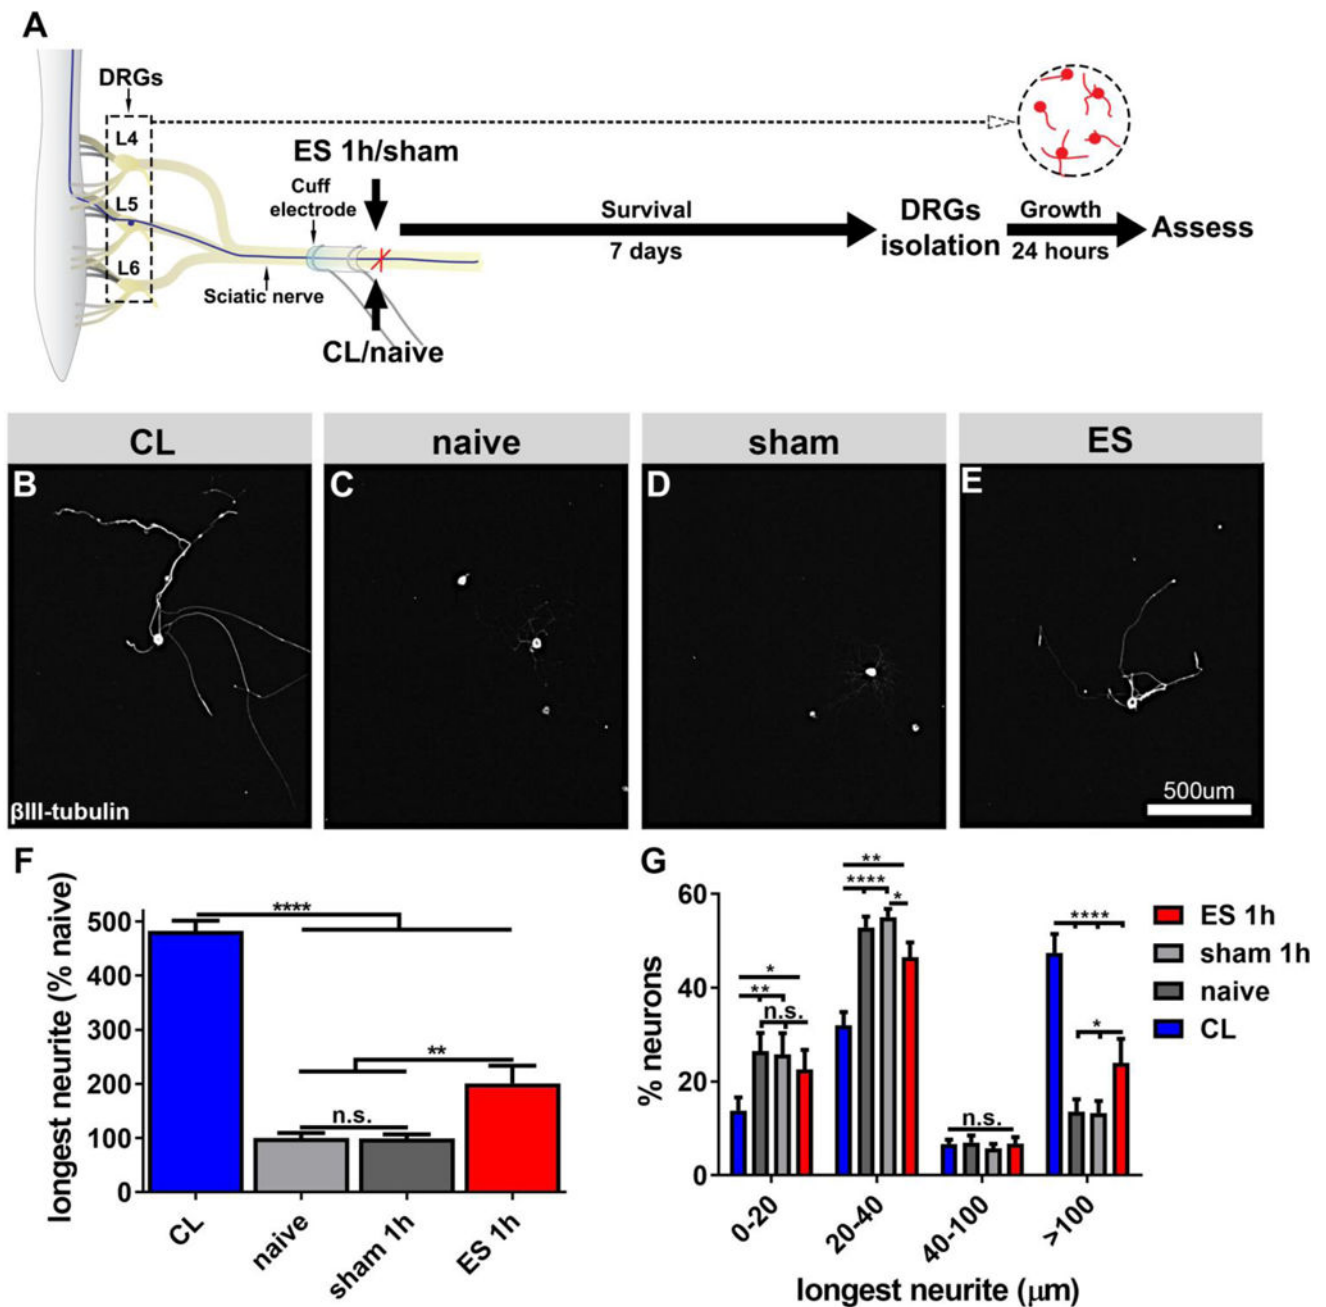 A
DRGs
L4
L5
L6
ES 1h/sham
Cuff
electrode
Sciatic nerve
CL/naive
Survival
7 days
DRGs
isolation
Growth
24 hours
Assess
CL
naive
sham
ES
B
C
D
E
βIII-tubulin
500um
F
longest neurite (% naive)
500
400
300
200
100
0
****
**
n.s.
CL
naive
sham 1h
ES 1h
G
% neurons
60
40
20
0
*
**
n.s.
**
****
*
n.s.
****
*
0-20
20-40
40-100
>100
longest neurite (μm)
ES 1h
sham 1h
naive
CL